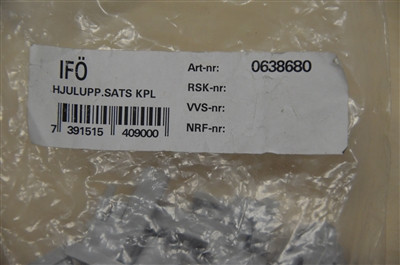 IFÖ
HJULUPP.SATS KPL
7 391515 409000
Art-nr: 0638680
RSK-nr:
VVS-nr:
NRF-nr: